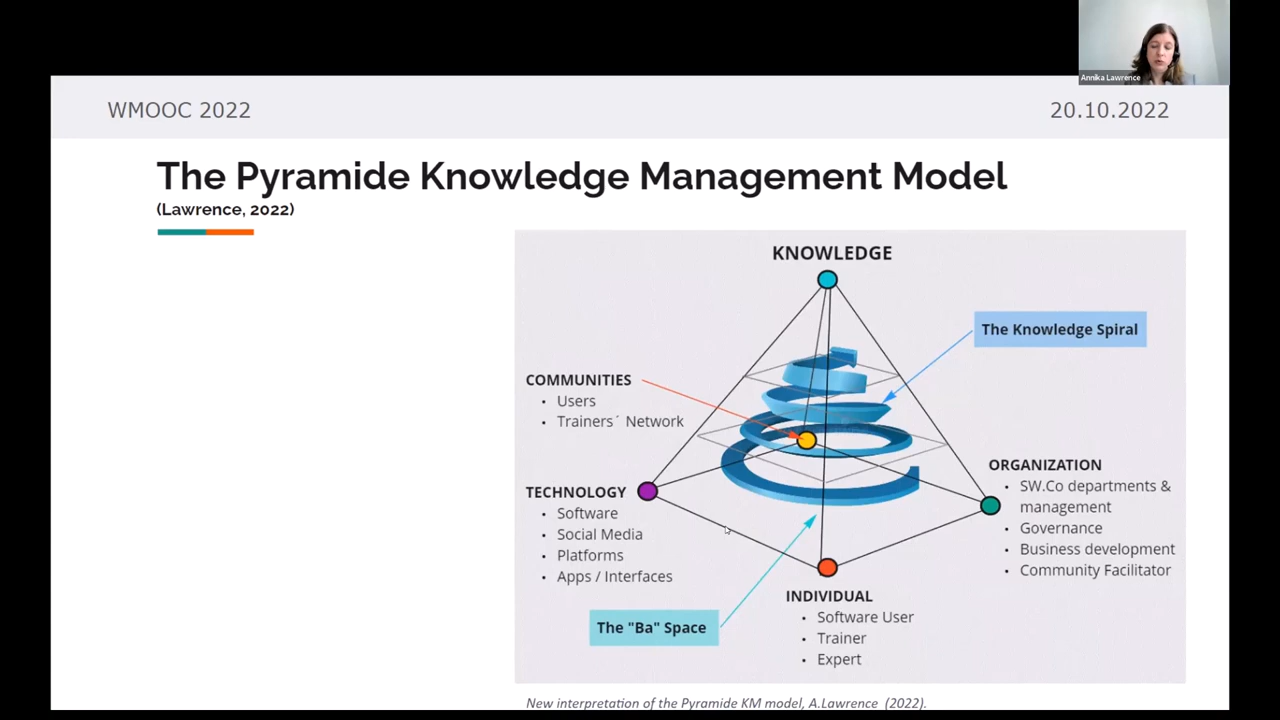 Annika Lawrence
WMOOC 2022
20.10.2022
The Pyramide Knowledge Management Model
(Lawrence, 2022)
KNOWLEDGE
The Knowledge Spiral
COMMUNITIES
• Users
• Trainers´ Network
TECHNOLOGY
• Software
• Social Media
• Platforms
• Apps / Interfaces
ORGANIZATION
• SW.Co departments &
management
• Governance
• Business development
• Community Facilitator
The "Ba" Space
INDIVIDUAL
• Software User
• Trainer
• Expert
New interpretation of the Pyramide KM model, A.Lawrence (2022).